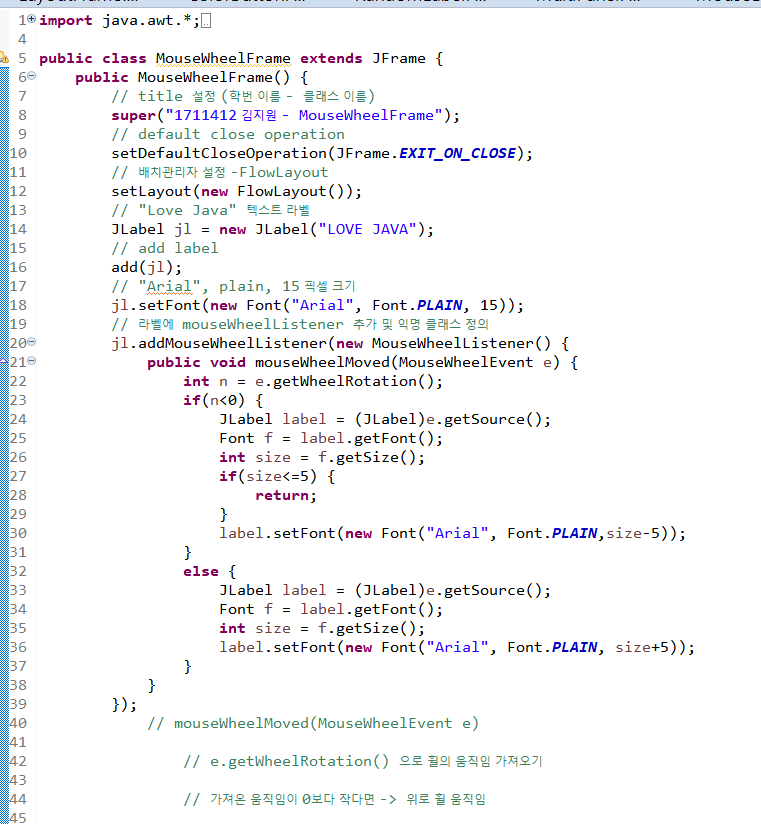 1 import java.awt.*;
4
5 public class MouseWheelFrame extends JFrame {
6 public MouseWheelFrame() {
7 // title 설정 (학번 이름 - 클래스 이름)
8 super("1711412 김지원 - MouseWheelFrame");
9 // default close operation
10 setDefaultCloseOperation(JFrame.EXIT_ON_CLOSE);
11 // 배치관리자 설정 -FlowLayout
12 setLayout(new FlowLayout());
13 // "Love Java" 텍스트 라벨
14 JLabel jl = new JLabel("LOVE JAVA");
15 // add label
16 add(jl);
17 // "Arial", plain, 15 픽셀 크기
18 jl.setFont(new Font("Arial", Font.PLAIN, 15));
19 // 라벨에 mouseWheelListener 추가 및 익명 클래스 정의
20 jl.addMouseWheelListener(new MouseWheelListener() {
21 public void mouseWheelMoved(MouseWheelEvent e) {
22 int n = e.getWheelRotation();
23 if(n<0) {
24 JLabel label = (JLabel)e.getSource();
25 Font f = label.getFont();
26 int size = f.getSize();
27 if(size<=5) {
28 return;
29 }
30 label.setFont(new Font("Arial", Font.PLAIN,size-5));
31 }
32 else {
33 JLabel label = (JLabel)e.getSource();
34 Font f = label.getFont();
35 int size = f.getSize();
36 label.setFont(new Font("Arial", Font.PLAIN, size+5));
37 }
38 }
39 });
40 // mouseWheelMoved(MouseWheelEvent e)
41
42 // e.getWheelRotation() 으로 휠의 움직임 가져오기
43
44 // 가져온 움직임이 0보다 작다면 -> 위로 휠 움직임
45